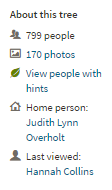 About this tree
799 people
170 photos
View people with
hints
Home person:
Judith Lynn
Overholt
Last viewed:
Hannah Collins